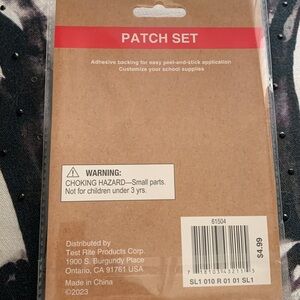 PATCH SET
Adhesive backing for easy peel-and-stick application
Customize your school supplies
WARNING:
CHOKING HAZARD—Small parts.
Not for children under 3 yrs.
61504
$4.99
SL1 010 R 01 01 SL1
Distributed by
Test Rite Products Corp.
1900 S. Burgundy Place
Ontario, CA 91761 USA
Made in China
©2023